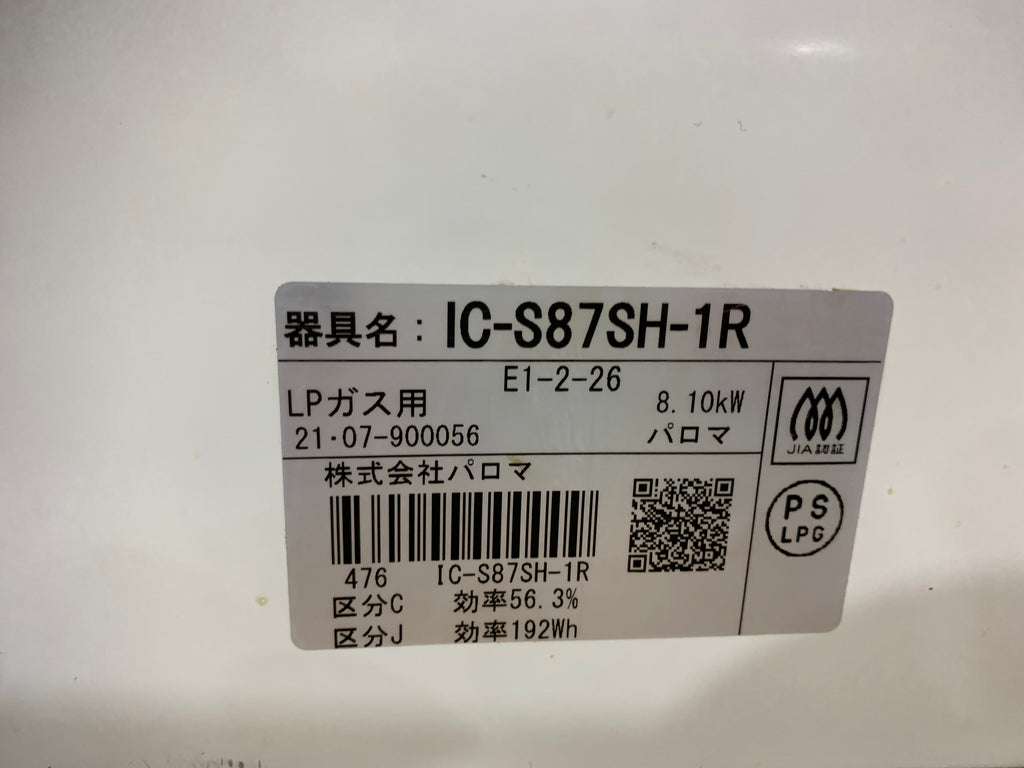 器具名：IC-S87SH-1R
E1-2-26
LPガス用 8.10kW
21・07-900056 パロマ
JIA認証
株式会社パロマ
PS
LPG
476 IC-S87SH-1R
区分C 効率56.3%
区分J 効率192Wh